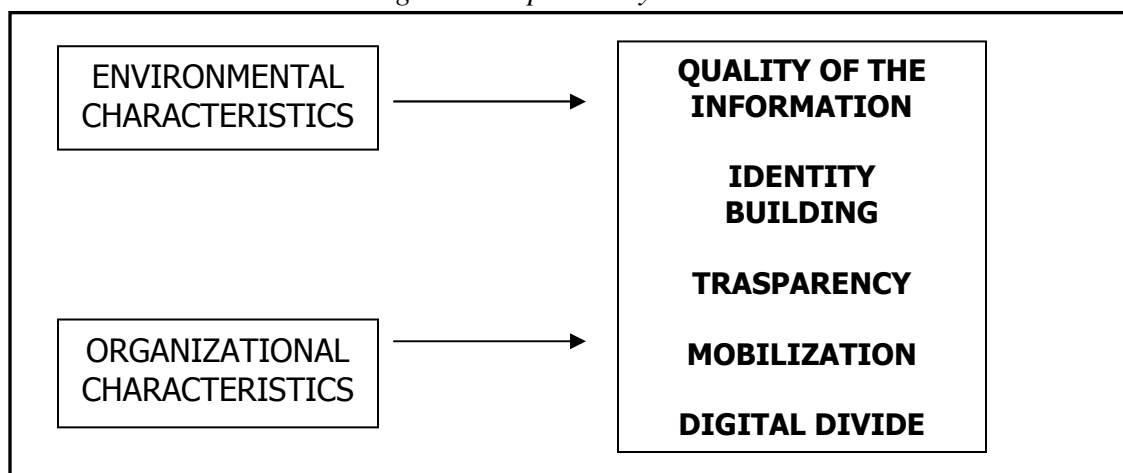 ENVIRONMENTAL
CHARACTERISTICS
ORGANIZATIONAL
CHARACTERISTICS
QUALITY OF THE
INFORMATION
IDENTITY
BUILDING
TRASPARENCY
MOBILIZATION
DIGITAL DIVIDE